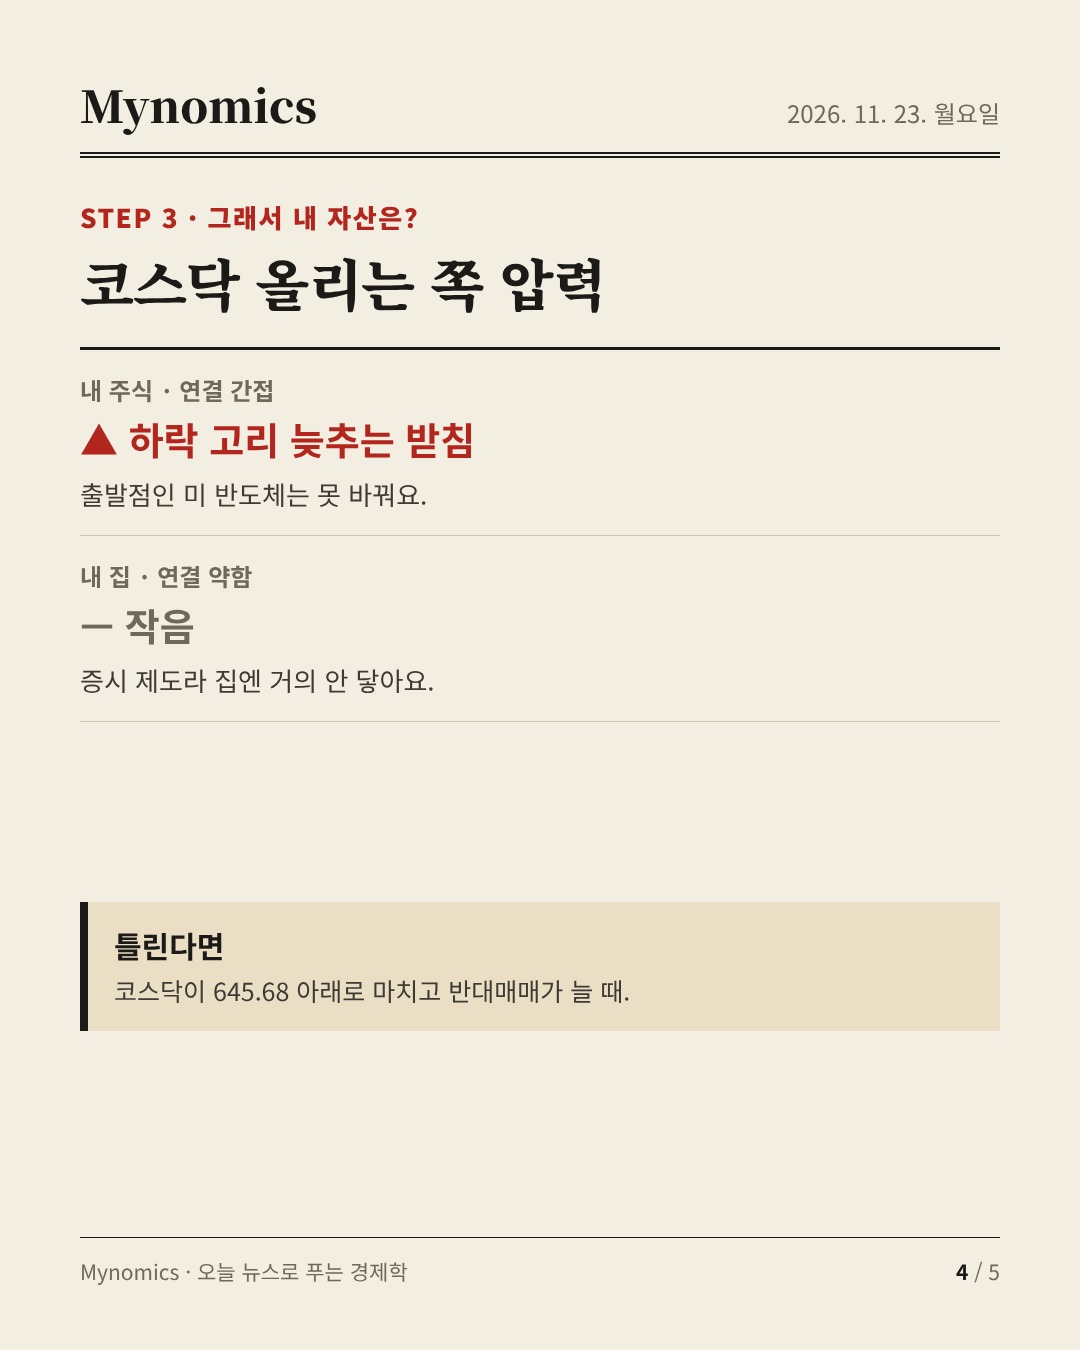 Mynomics
2026. 11. 23. 월요일
STEP 3 · 그래서 내 자산은?
코스닥 올리는 쪽 압력
내 주식 · 연결 간접
▲ 하락 고리 늦추는 받침
출발점인 미 반도체는 못 바꿔요.
내 집 · 연결 약함
— 작음
증시 제도라 집엔 거의 안 닿아요.
틀린다면
코스닥이 645.68 아래로 마치고 반대매매가 늘 때.
Mynomics · 오늘 뉴스로 푸는 경제학
4 / 5